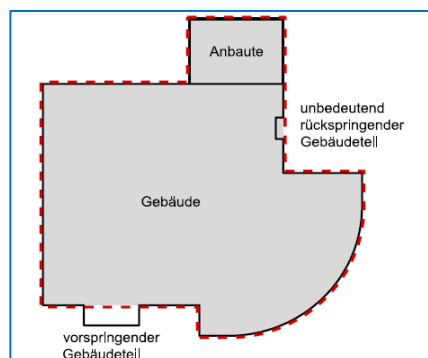 Anbaute
unbedeutend
rückspringender
Gebäudeteil
Gebäude
vorspringender
Gebäudeteil